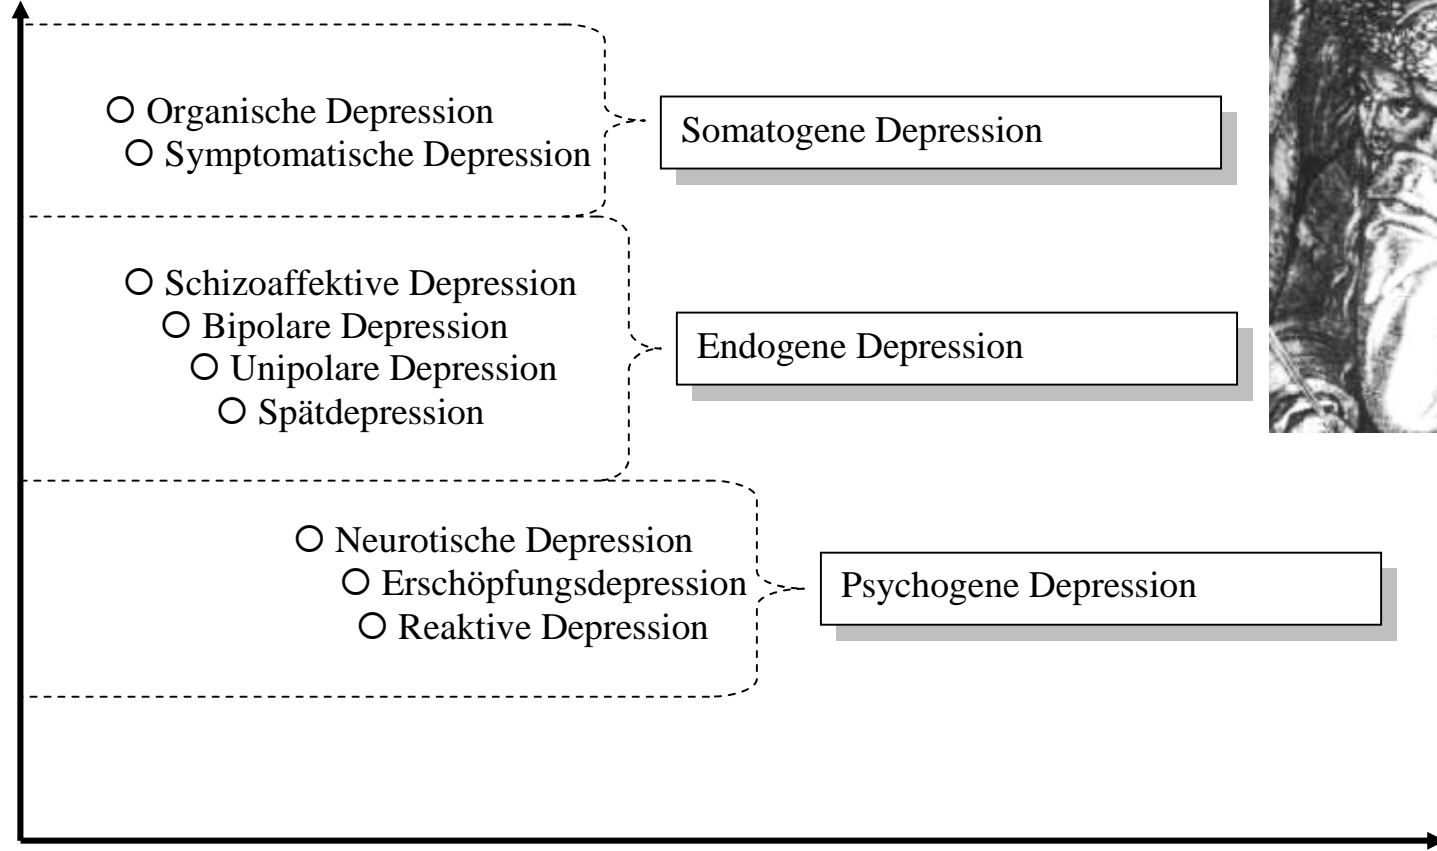 Organische Depression
Symptomatische Depression
Somatogene Depression
Schizoaffektive Depression
Bipolare Depression
Unipolare Depression
Spätdepression
Endogene Depression
Neurotische Depression
Erschöpfungsdepression
Reaktive Depression
Psychogene Depression